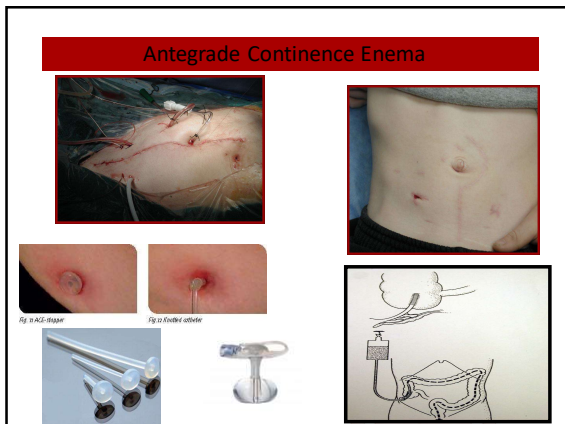 Antegrade Continence Enema
Fig. 11 ACE-stopper
Fig.12 Knotted catheter